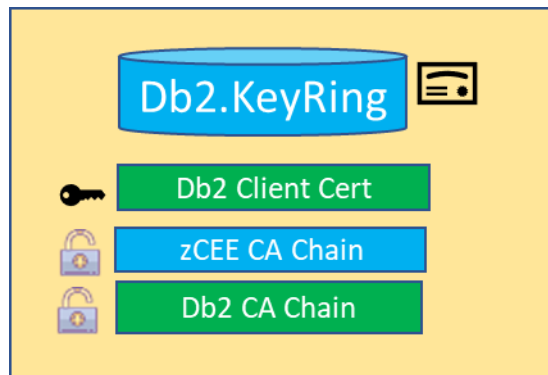 Db2.KeyRing
Db2 Client Cert
zCEE CA Chain
Db2 CA Chain